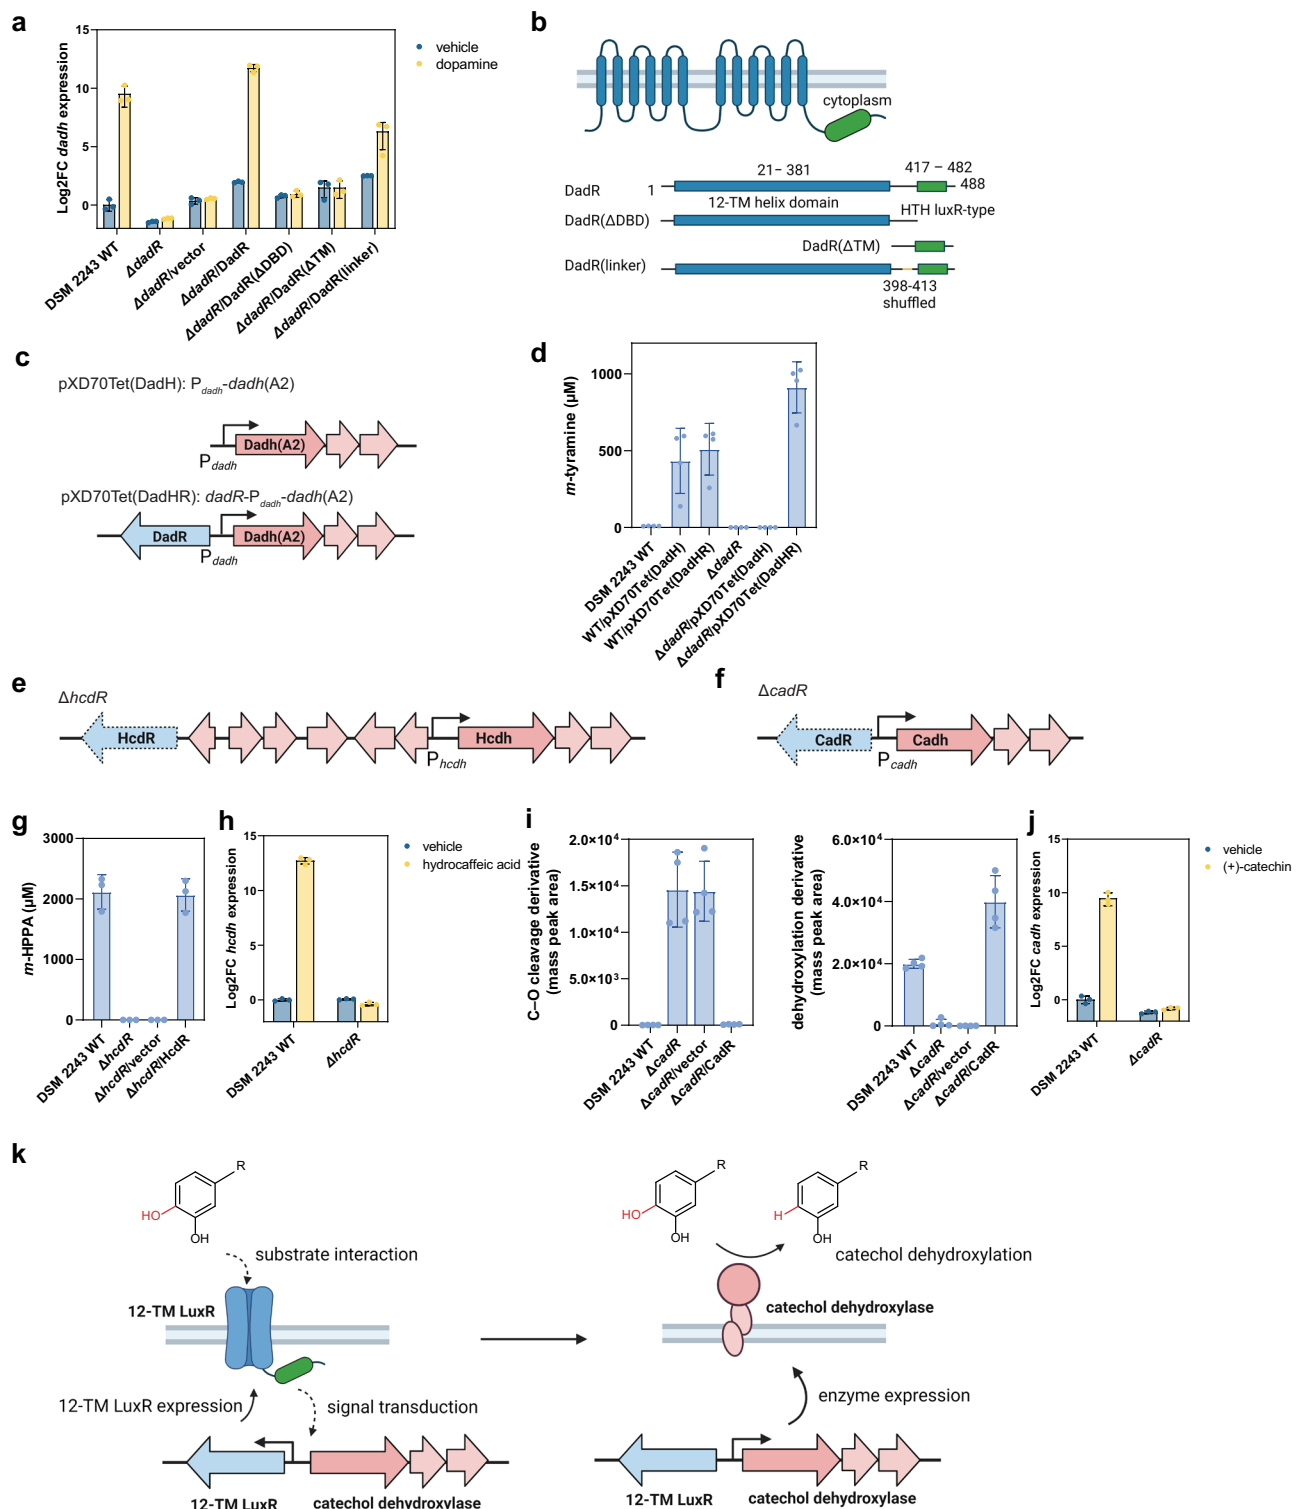 a
Log2FC dadh expression
15
10
5
0
vehicle
dopamine
DSM 2243 WT
ΔdadR
ΔdadR/vector
ΔdadR/DadR
ΔdadR/DadR(ΔDBD)
ΔdadR/DadR(ΔTM)
ΔdadR/DadR(linker)
b
cytoplasm
21– 381
417 – 482
DadR
1
488
12-TM helix domain
HTH luxR-type
DadR(ΔDBD)
DadR(ΔTM)
DadR(linker)
398-413
shuffled
c
pXD70Tet(DadH): Pdadh-dadh(A2)
Dadh(A2)
Pdadh
pXD70Tet(DadHR): dadR-Pdadh-dadh(A2)
DadR
Dadh(A2)
Pdadh
d
m-tyramine (µM)
1000
500
0
DSM 2243 WT
WT/pXD70Tet(DadH)
WT/pXD70Tet(DadHR)
ΔdadR
ΔdadR/pXD70Tet(DadH)
ΔdadR/pXD70Tet(DadHR)
e
ΔhcdR
HcdR
Hcdh
Phcdh
f
ΔcadR
CadR
Cadh
Pcadh
g
m-HPPA (µM)
3000
2000
1000
0
DSM 2243 WT
ΔhcdR
ΔhcdR/vector
ΔhcdR/HcdR
h
Log2FC hcdh expression
15
10
5
0
vehicle
hydrocaffeic acid
DSM 2243 WT
ΔhcdR
i
C–O cleavage derivative
(mass peak area)
2.0×10⁴
1.5×10⁴
1.0×10⁴
5.0×10³
0
DSM 2243 WT
ΔcadR
ΔcadR/vector
ΔcadR/CadR
dehydroxylation derivative
(mass peak area)
6.0×10⁴
4.0×10⁴
2.0×10⁴
0
DSM 2243 WT
ΔcadR
ΔcadR/vector
ΔcadR/CadR
j
Log2FC cadh expression
15
10
5
0
vehicle
(+)-catechin
DSM 2243 WT
ΔcadR
k
R
HO
OH
substrate interaction
12-TM LuxR
12-TM LuxR expression
signal transduction
12-TM LuxR
catechol dehydroxylase
R
HO
OH
R
H
OH
catechol dehydroxylation
catechol dehydroxylase
enzyme expression
12-TM LuxR
catechol dehydroxylase